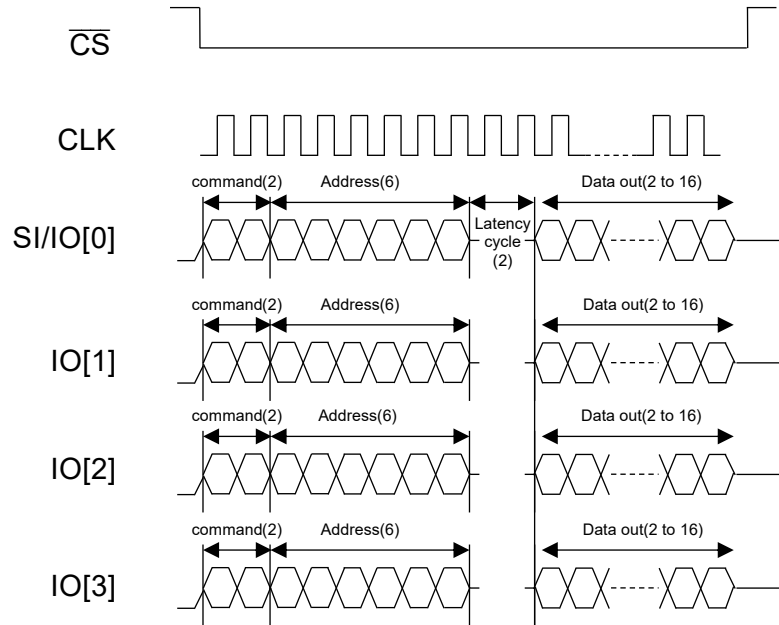 CS
CLK
command(2) Address(6) Data out(2 to 16)
SI/IO[0]
Latency
cycle
(2)
command(2) Address(6) Data out(2 to 16)
IO[1]
command(2) Address(6) Data out(2 to 16)
IO[2]
command(2) Address(6) Data out(2 to 16)
IO[3]